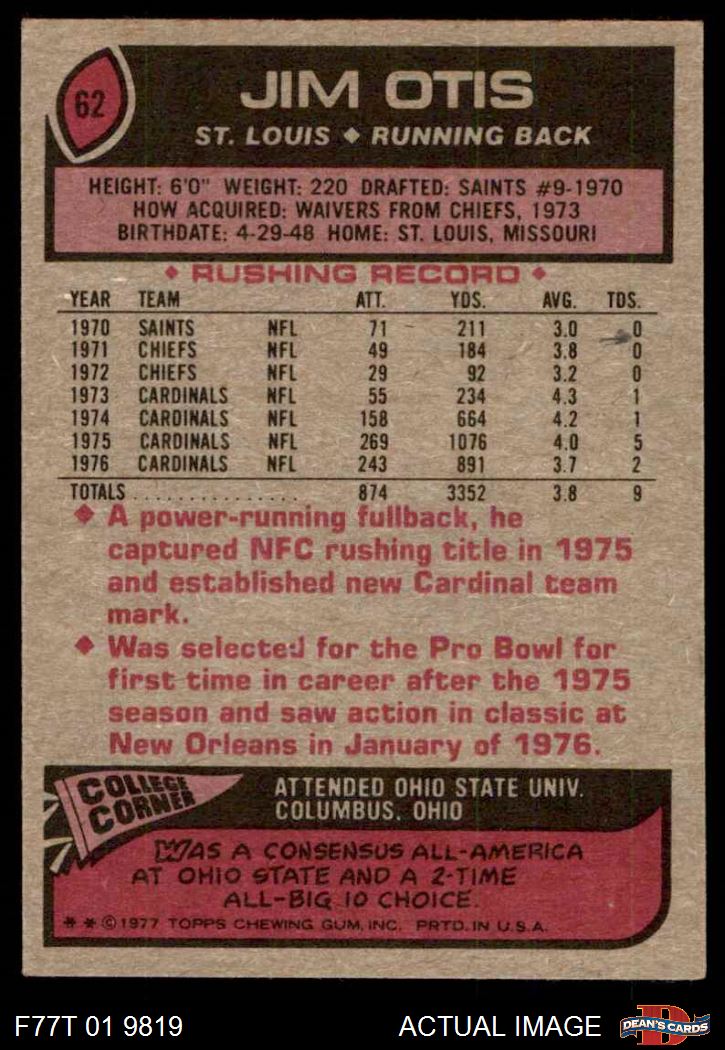 62
JIM OTIS
ST. LOUIS ◆ RUNNING BACK
HEIGHT: 6'0" WEIGHT: 220 DRAFTED: SAINTS #9-1970
HOW ACQUIRED: WAIVERS FROM CHIEFS, 1973
BIRTHDATE: 4-29-48 HOME: ST. LOUIS, MISSOURI
◆ RUSHING RECORD ◆
YEAR TEAM ATT. YDS. AVG. TDS.
1970 SAINTS NFL 71 211 3.0 0
1971 CHIEFS NFL 49 184 3.8 0
1972 CHIEFS NFL 29 92 3.2 0
1973 CARDINALS NFL 55 234 4.3 1
1974 CARDINALS NFL 158 664 4.2 1
1975 CARDINALS NFL 269 1076 4.0 5
1976 CARDINALS NFL 243 891 3.7 2
TOTALS................ 874 3352 3.8 9
◆ A power-running fullback, he
captured NFC rushing title in 1975
and established new Cardinal team
mark.
◆ Was selected for the Pro Bowl for
first time in career after the 1975
season and saw action in classic at
New Orleans in January of 1976.
COLLEGE
CORNER
ATTENDED OHIO STATE UNIV.
COLUMBUS, OHIO
WAS A CONSENSUS ALL-AMERICA
AT OHIO STATE AND A 2-TIME
ALL-BIG 10 CHOICE.
* * © 1977 TOPPS CHEWING GUM, INC. PRTD. IN U.S.A.
F77T 01 9819 ACTUAL IMAGE
D
DEAN'S CARDS